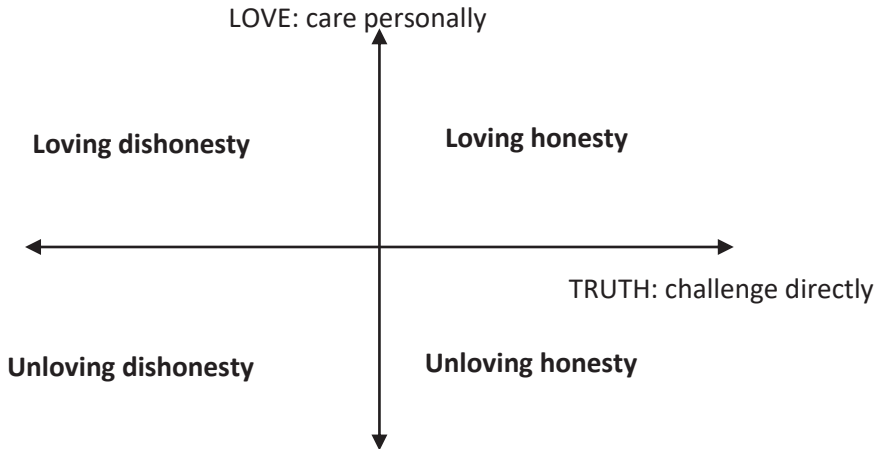 LOVE: care personally
Loving dishonesty
Loving honesty
TRUTH: challenge directly
Unloving dishonesty
Unloving honesty